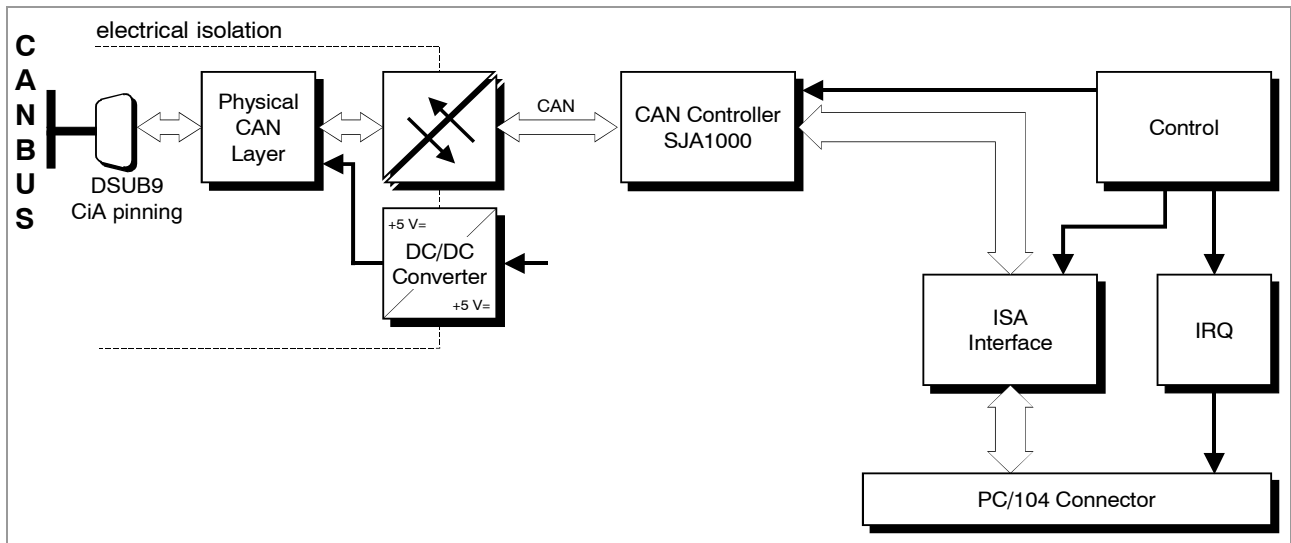 electrical isolation
CANBUS
Physical
CAN
Layer
DSUB9
CiA pinning
+5 V=
DC/DC
Converter
+5 V=
CAN
CAN Controller
SJA1000
Control
ISA
Interface
IRQ
PC/104 Connector